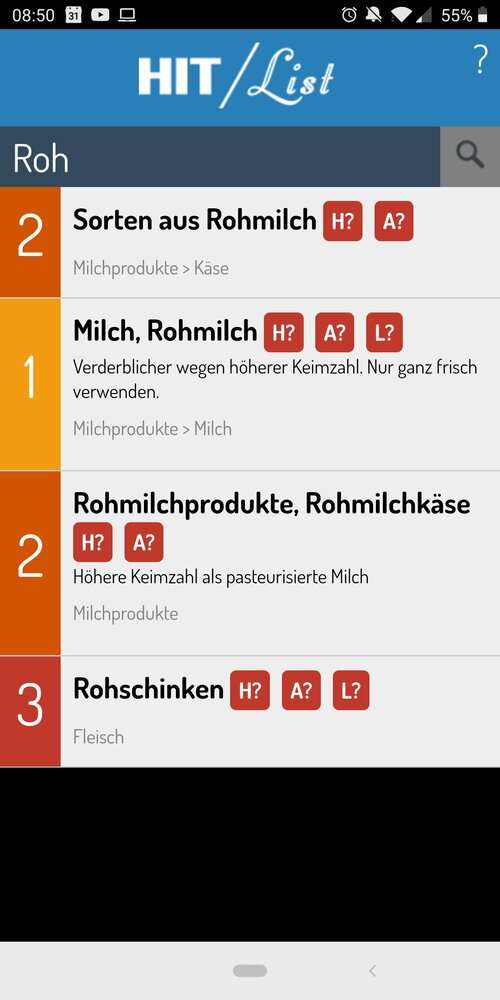 08:50 31 55%
HIT/List ?
Roh
2 Sorten aus Rohmilch H? A?
Milchprodukte > Käse
1 Milch, Rohmilch H? A? L?
Verderblicher wegen höherer Keimzahl. Nur ganz frisch
verwenden.
Milchprodukte > Milch
2 Rohmilchprodukte, Rohmilchkäse
H? A?
Höhere Keimzahl als pasteurisierte Milch
Milchprodukte
3 Rohschinken H? A? L?
Fleisch